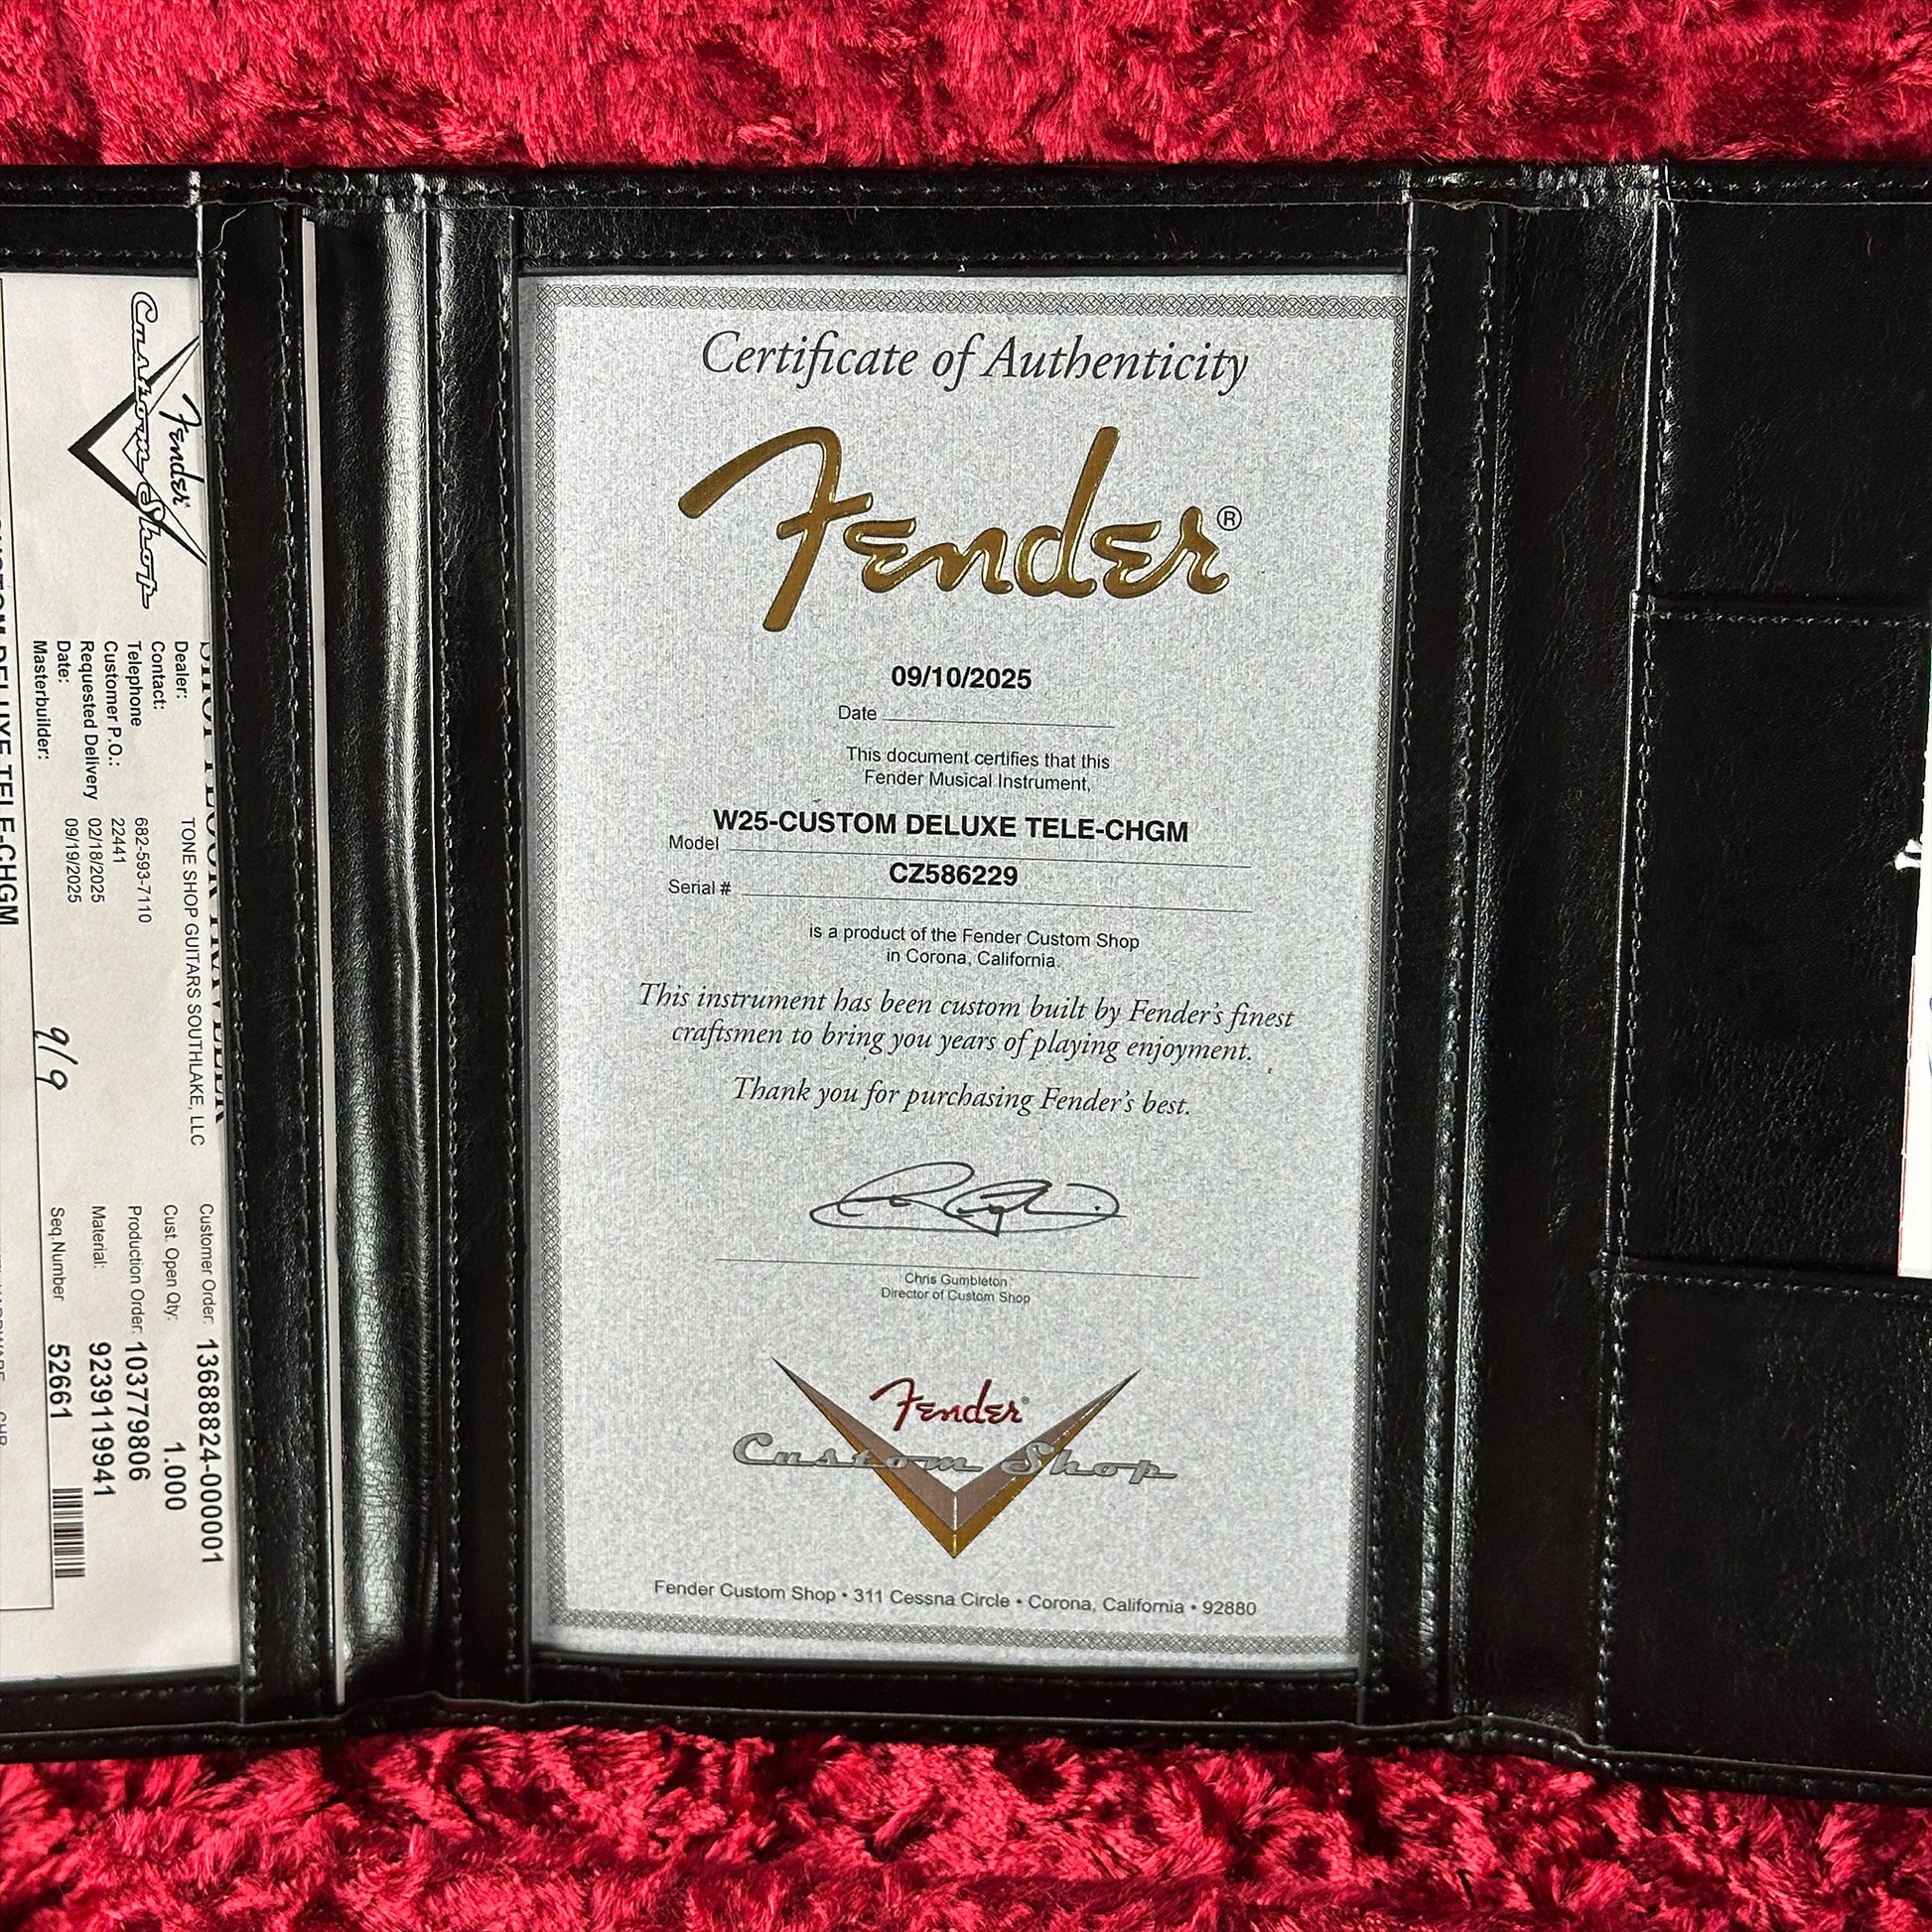 Certificate of Authenticity
Fender®
09/10/2025
Date
This document certifies that this
Fender Musical Instrument,
W25-CUSTOM DELUXE TELE-CHGM
Model
CZ586229
Serial #
is a product of the Fender Custom Shop
in Corona, California.
This instrument has been custom built by Fender's finest
craftsmen to bring you years of playing enjoyment.
Thank you for purchasing Fender's best.
Chris Gumbleton
Director of Custom Shop
Fender
Custom Shop
Fender Custom Shop • 311 Cessna Circle • Corona, California • 92880
Fender
Custom Shop
Dealer: TONE SHOP GUITARS SOUTHLAKE, LLC
Contact:
Telephone 682-593-7110
Customer P.O.: 22441
Requested Delivery 02/18/2025
Date: 09/19/2025
Masterbuilder: 9/9
Customer Order: 13688824-000001
Cust. Open Qty: 1.000
Production Order: 103779806
Material: 9239119941
Seq.Number 52661
DELUXE TELE-CHGM